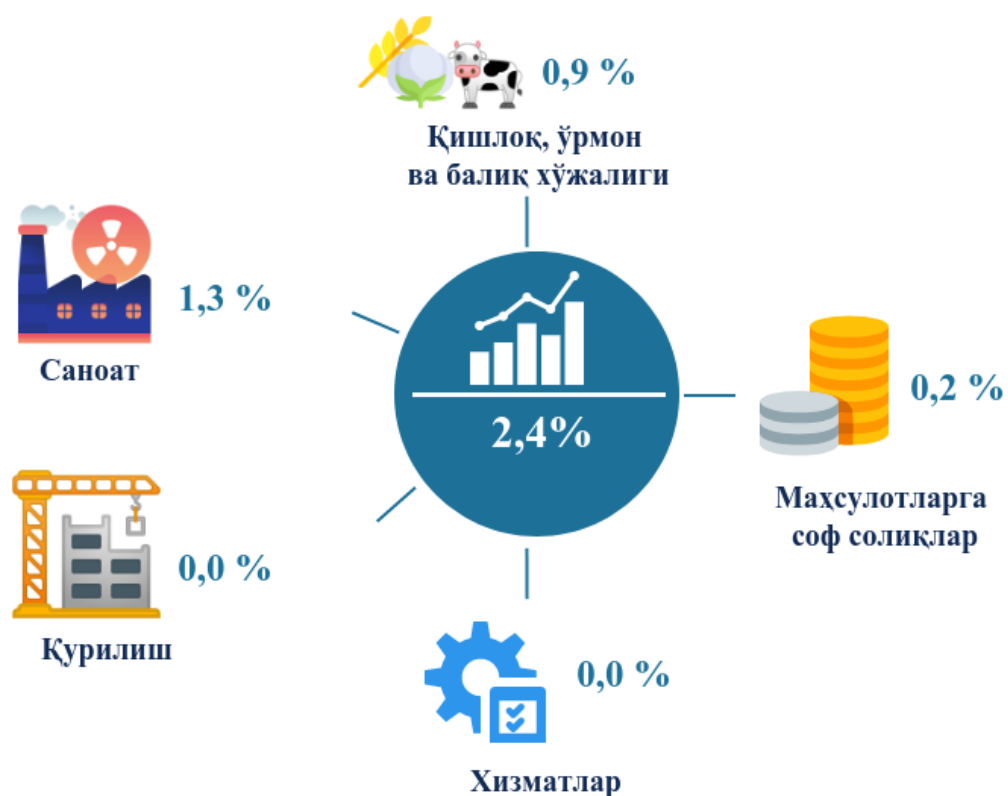 0,9 %
Қишлоқ, ўрмон
ва балиқ хўжалиги
1,3 %
Саноат
2,4%
0,2 %
Маҳсулотларга
соф солиқлар
0,0 %
Қурилиш
0,0 %
Хизматлар